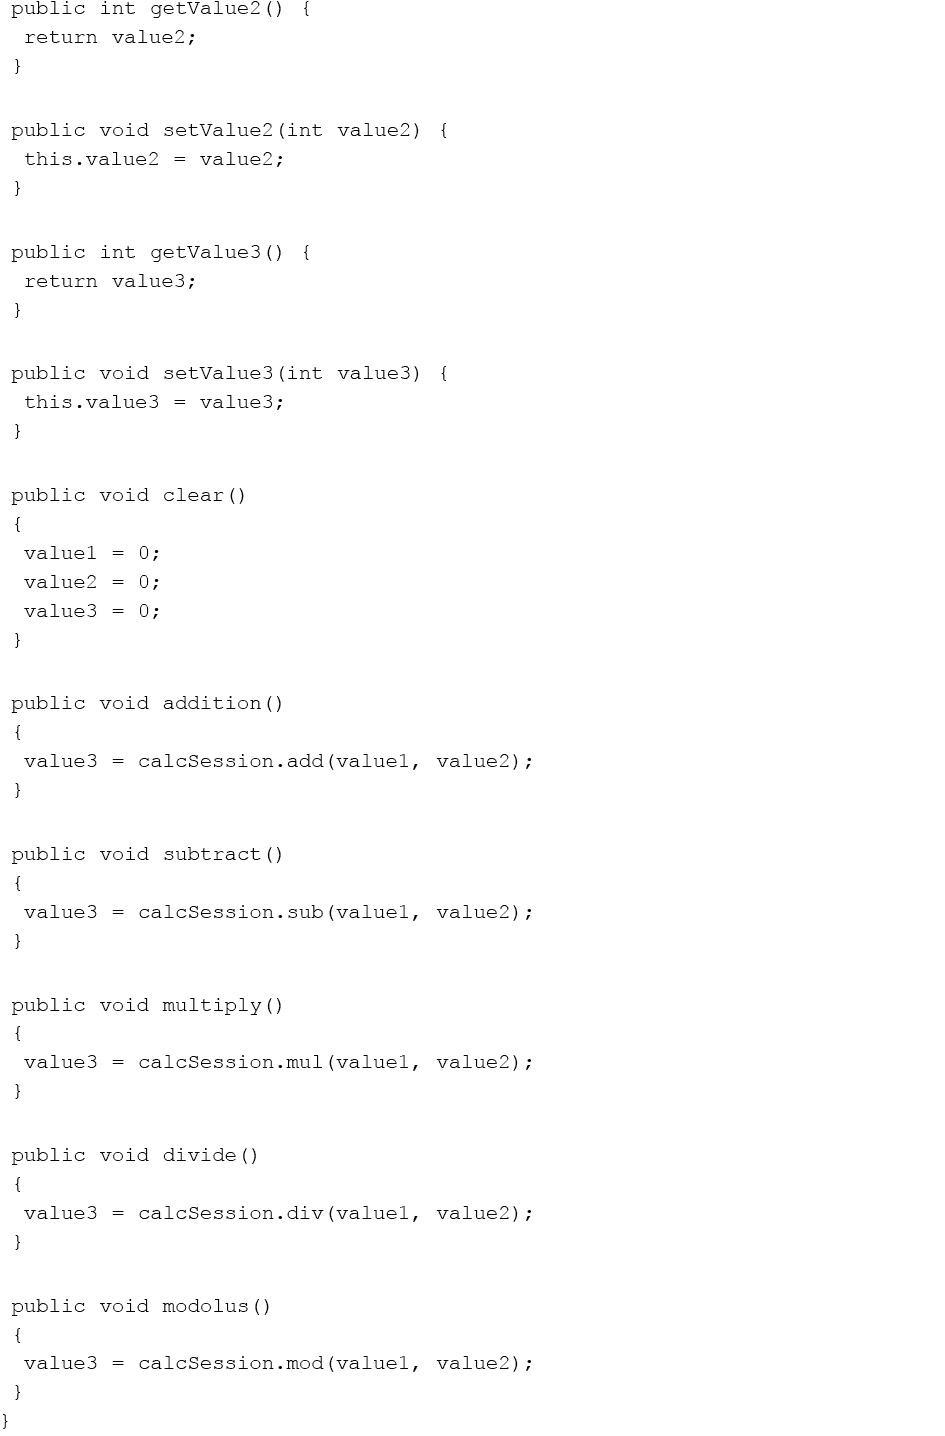 public int getValue2() {
return value2;
}
public void setValue2(int value2) {
this.value2 = value2;
}
public int getValue3() {
return value3;
}
public void setValue3(int value3) {
this.value3 = value3;
}
public void clear()
{
value1 = 0;
value2 = 0;
value3 = 0;
}
public void addition()
{
value3 = calcSession.add(value1, value2);
}
public void subtract()
{
value3 = calcSession.sub(value1, value2);
}
public void multiply()
{
value3 = calcSession.mul(value1, value2);
}
public void divide()
{
value3 = calcSession.div(value1, value2);
}
public void modolus()
{
value3 = calcSession.mod(value1, value2);
}
}